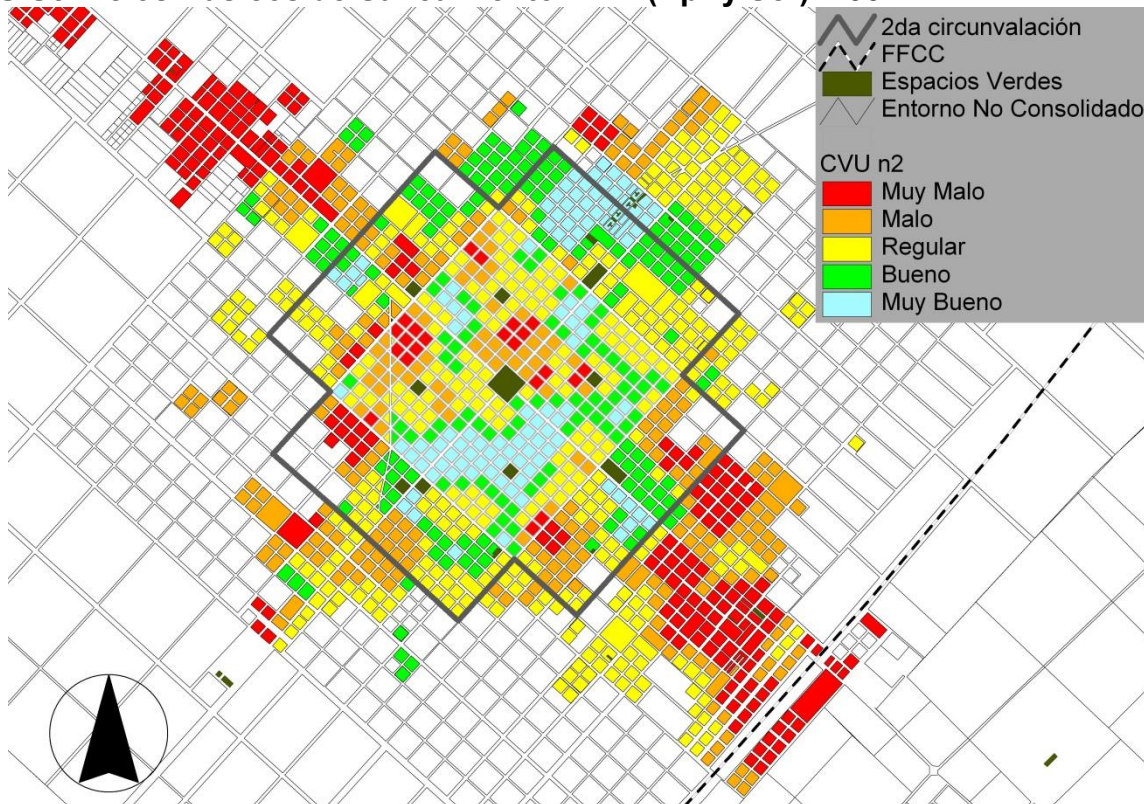 2da circunvalación
FFCC
Espacios Verdes
Entorno No Consolidado
CVU n2
Muy Malo
Malo
Regular
Bueno
Muy Bueno